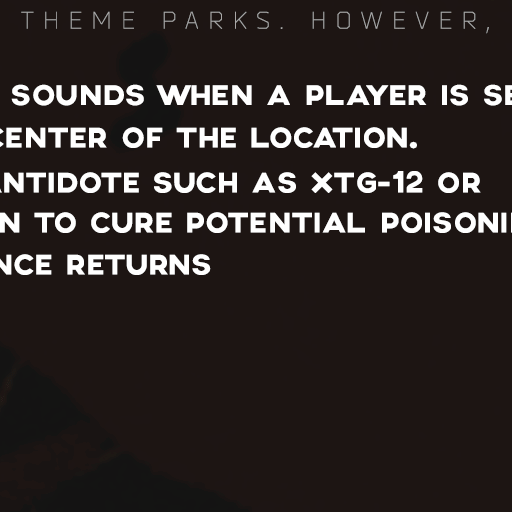 THEME PARKS. HOWEVER,
SOUNDS WHEN A PLAYER IS SE
CENTER OF THE LOCATION.
ANTIDOTE SUCH AS XTG-12 OR
N TO CURE POTENTIAL POISONI
NCE RETURNS